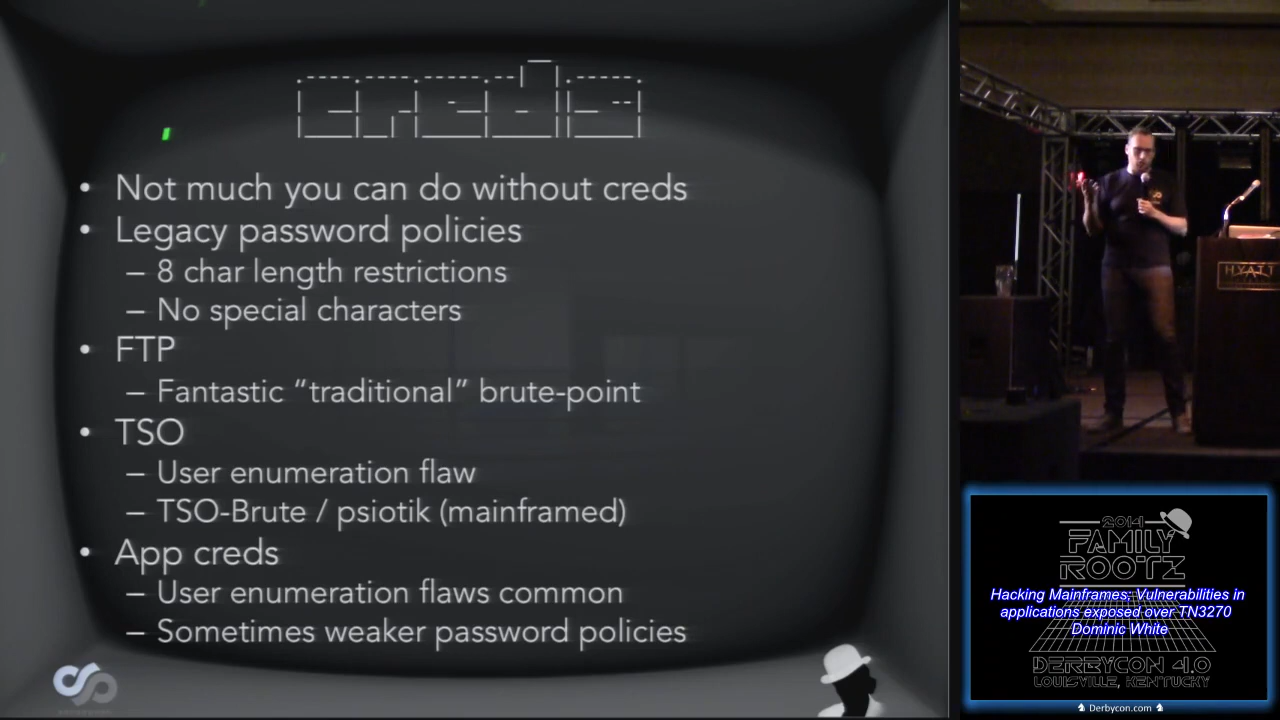 creds
• Not much you can do without creds
• Legacy password policies
– 8 char length restrictions
– No special characters
• FTP
– Fantastic “traditional” brute-point
• TSO
– User enumeration flaw
– TSO-Brute / psiotik (mainframed)
• App creds
– User enumeration flaws common
– Sometimes weaker password policies
HYATT
2014
FAMILY
ROOTZ
Hacking Mainframes; Vulnerabilities in
applications exposed over TN3270
Dominic White
DERBYCON 4.0
LOUISVILLE, KENTUCKY
Derbycon.com